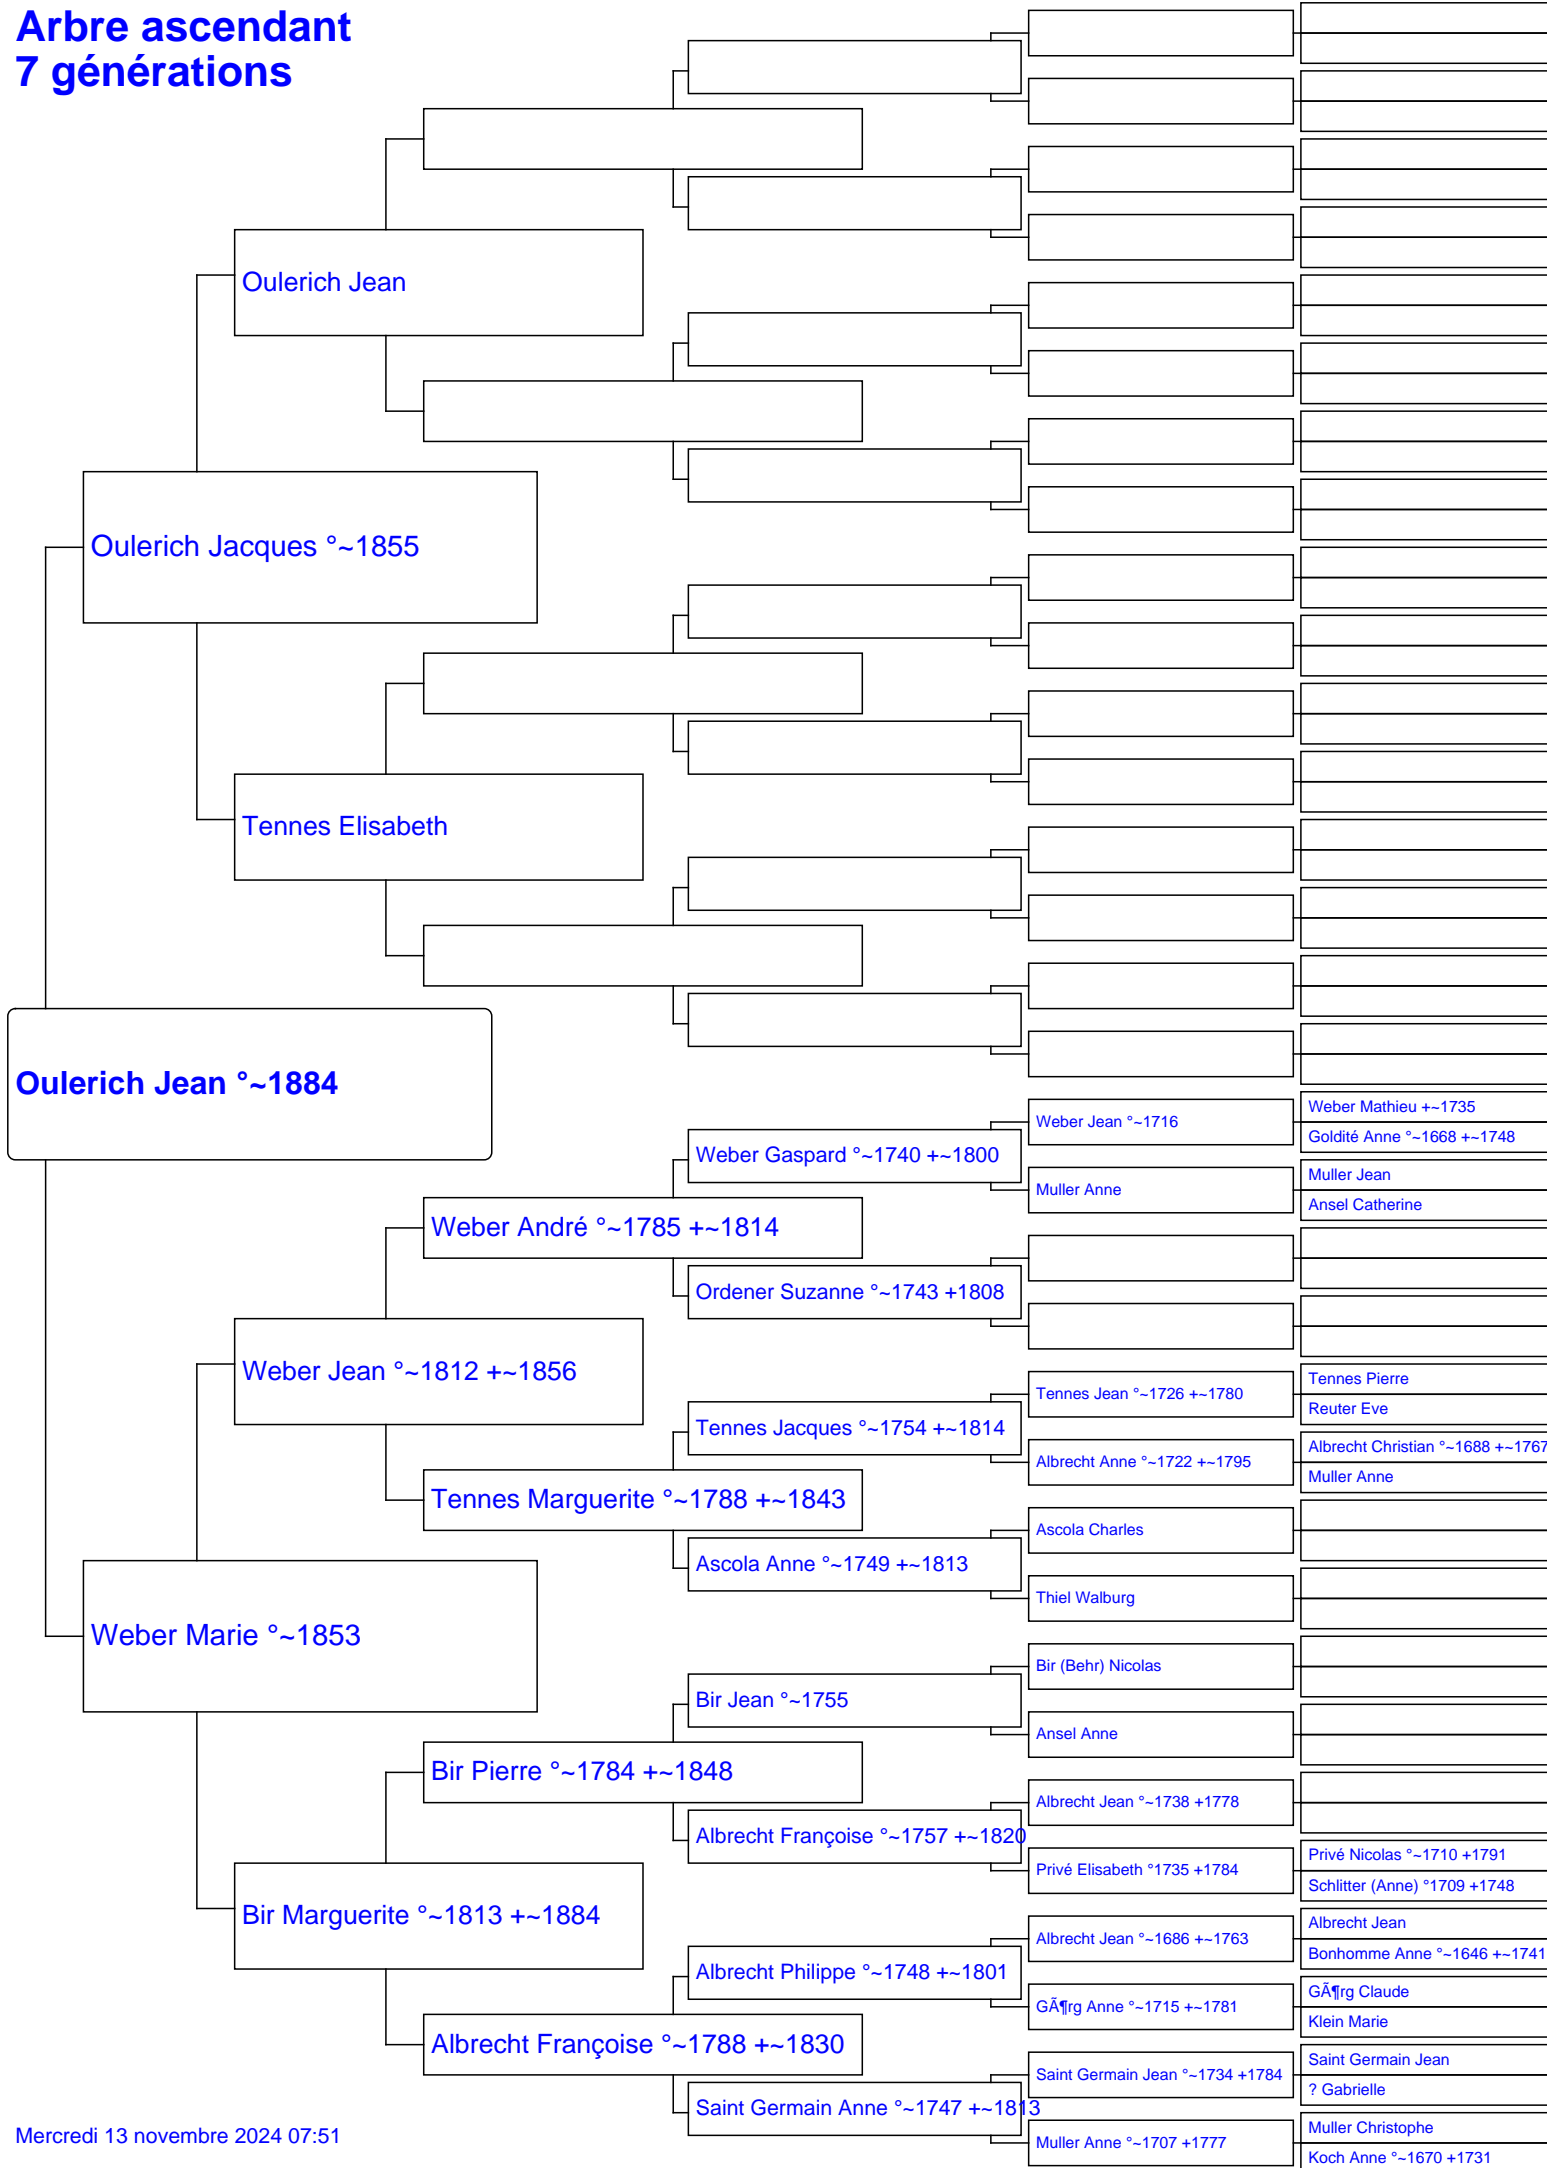 Arbre ascendant
7 générations
Oulerich Jean
Oulerich Jacques °~1855
Tennes Elisabeth
Oulerich Jean °~1884
Weber Mathieu +~1735
Weber Jean °~1716
Goldité Anne °~1668 +~1748
Weber Gaspard °~1740 +~1800
Muller Jean
Muller Anne
Ansel Catherine
Weber André °~1785 +~1814
Ordener Suzanne °~1743 +1808
Weber Jean °~1812 +~1856
Tennes Pierre
Tennes Jean °~1726 +~1780
Reuter Eve
Tennes Jacques °~1754 +~1814
Albrecht Christian °~1688 +~1767
Albrecht Anne °~1722 +~1795
Muller Anne
Tennes Marguerite °~1788 +~1843
Ascola Charles
Ascola Anne °~1749 +~1813
Thiel Walburg
Weber Marie °~1853
Bir (Behr) Nicolas
Bir Jean °~1755
Ansel Anne
Bir Pierre °~1784 +~1848
Albrecht Jean °~1738 +1778
Albrecht Françoise °~1757 +~1820
Privé Nicolas °~1710 +1791
Privé Elisabeth °1735 +1784
Schlitter (Anne) °1709 +1748
Bir Marguerite °~1813 +~1884
Albrecht Jean
Albrecht Jean °~1686 +~1763
Bonhomme Anne °~1646 +~1741
Albrecht Philippe °~1748 +~1801
GÃ¶rg Claude
GÃ¶rg Anne °~1715 +~1781
Klein Marie
Albrecht Françoise °~1788 +~1830
Saint Germain Jean
Saint Germain Jean °~1734 +1784
? Gabrielle
Saint Germain Anne °~1747 +~1813
Muller Christophe
Muller Anne °~1707 +1777
Koch Anne °~1670 +1731
Mercredi 13 novembre 2024 07:51